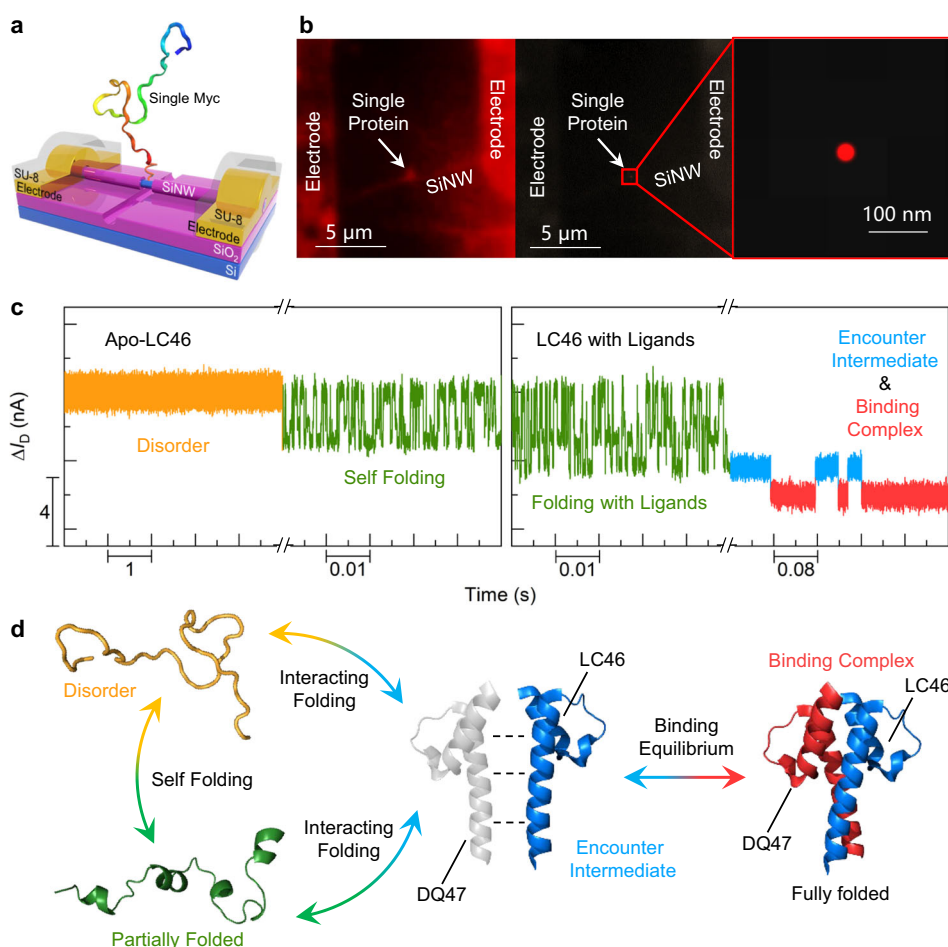 a
Single Myc
SU-8
Electrode
SiNW
SU-8
Electrode
SiO2
Si
b
Electrode
Single
Protein
SiNW
Electrode
5 μm
Single
Protein
SiNW
Electrode
5 μm
100 nm
c
ΔID (nA)
4
Apo-LC46
Disorder
Self Folding
1
0.01
LC46 with Ligands
Folding with Ligands
Encounter
Intermediate
&
Binding
Complex
0.01
0.08
Time (s)
d
Disorder
Self Folding
Partially Folded
Interacting
Folding
Interacting
Folding
LC46
DQ47
Encounter
Intermediate
Binding
Equilibrium
Binding Complex
LC46
DQ47
Fully folded